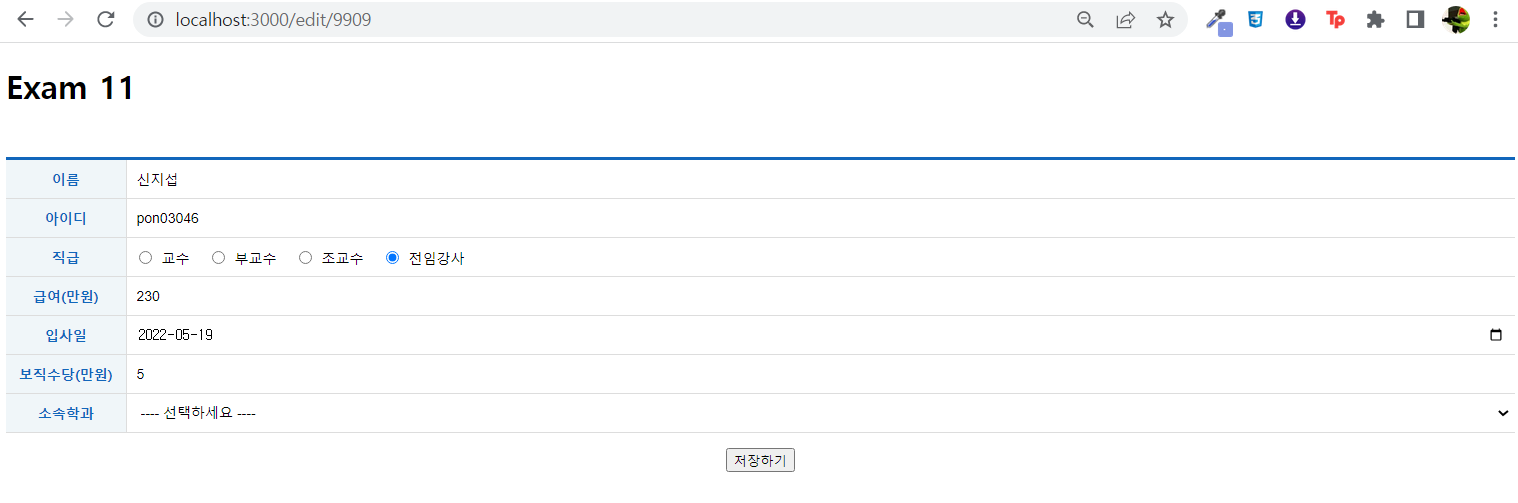 localhost:3000/edit/9909
Tp
Exam 11
이름 신지섭
아이디 pon03046
직급 교수 부교수 조교수 전임강사
급여(만원) 230
입사일 2022-05-19
보직수당(만원) 5
소속학과 ---- 선택하세요 ----
저장하기